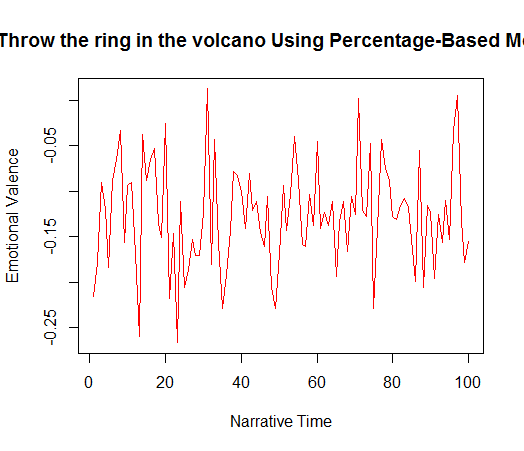 Throw the ring in the volcano Using Percentage-Based
Emotional Valence
-0.05
-0.15
-0.25
0 20 40 60 80 100
Narrative Time